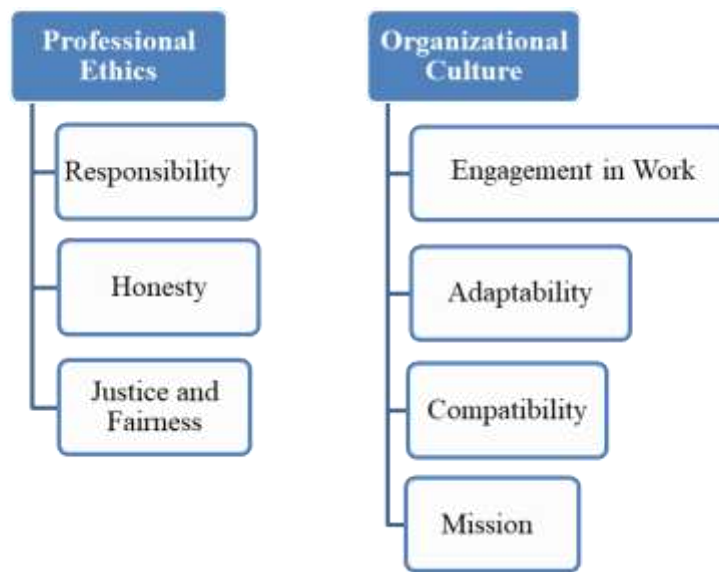 Professional
Ethics
Responsibility
Honesty
Justice and
Fairness
Organizational
Culture
Engagement in Work
Adaptability
Compatibility
Mission